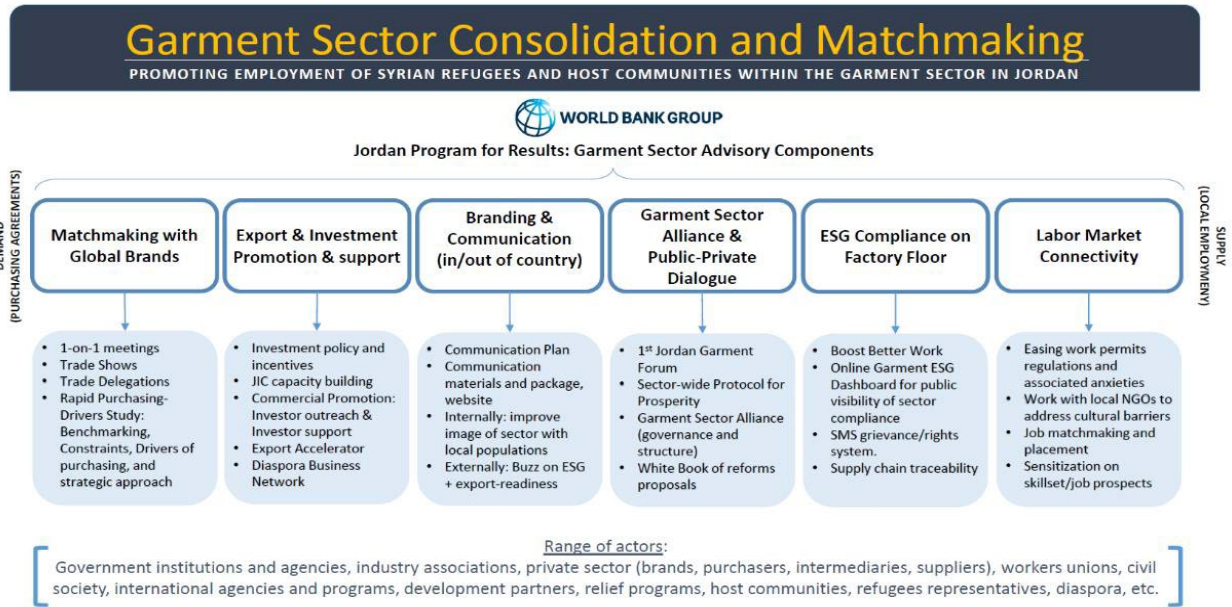 Garment Sector Consolidation and Matchmaking
PROMOTING EMPLOYMENT OF SYRIAN REFUGEES AND HOST COMMUNITIES WITHIN THE GARMENT SECTOR IN JORDAN
WORLD BANK GROUP
Jordan Program for Results: Garment Sector Advisory Components
DEMAND
(PURCHASING AGREEMENTS)
Matchmaking with
Global Brands
Export & Investment
Promotion & support
Branding &
Communication
(in/out of country)
Garment Sector
Alliance &
Public-Private
Dialogue
ESG Compliance on
Factory Floor
Labor Market
Connectivity
SUPPLY
(LOCAL EMPLOYMENY)
• 1-on-1 meetings
• Trade Shows
• Trade Delegations
• Rapid Purchasing-
Drivers Study:
Benchmarking,
Constraints, Drivers of
purchasing, and
strategic approach
• Investment policy and
incentives
• JIC capacity building
• Commercial Promotion:
Investor outreach &
Investor support
• Export Accelerator
• Diaspora Business
Network
• Communication Plan
• Communication
materials and package,
website
• Internally: improve
image of sector with
local populations
• Externally: Buzz on ESG
+ export-readiness
• 1st Jordan Garment
Forum
• Sector-wide Protocol for
Prosperity
• Garment Sector Alliance
(governance and
structure)
• White Book of reforms
proposals
• Boost Better Work
• Online Garment ESG
Dashboard for public
visibility of sector
compliance
• SMS grievance/rights
system.
• Supply chain traceability
• Easing work permits
regulations and
associated anxieties
• Work with local NGOs to
address cultural barriers
• Job matchmaking and
placement
• Sensitization on
skillset/job prospects
Range of actors:
Government institutions and agencies, industry associations, private sector (brands, purchasers, intermediaries, suppliers), workers unions, civil
society, international agencies and programs, development partners, relief programs, host communities, refugees representatives, diaspora, etc.